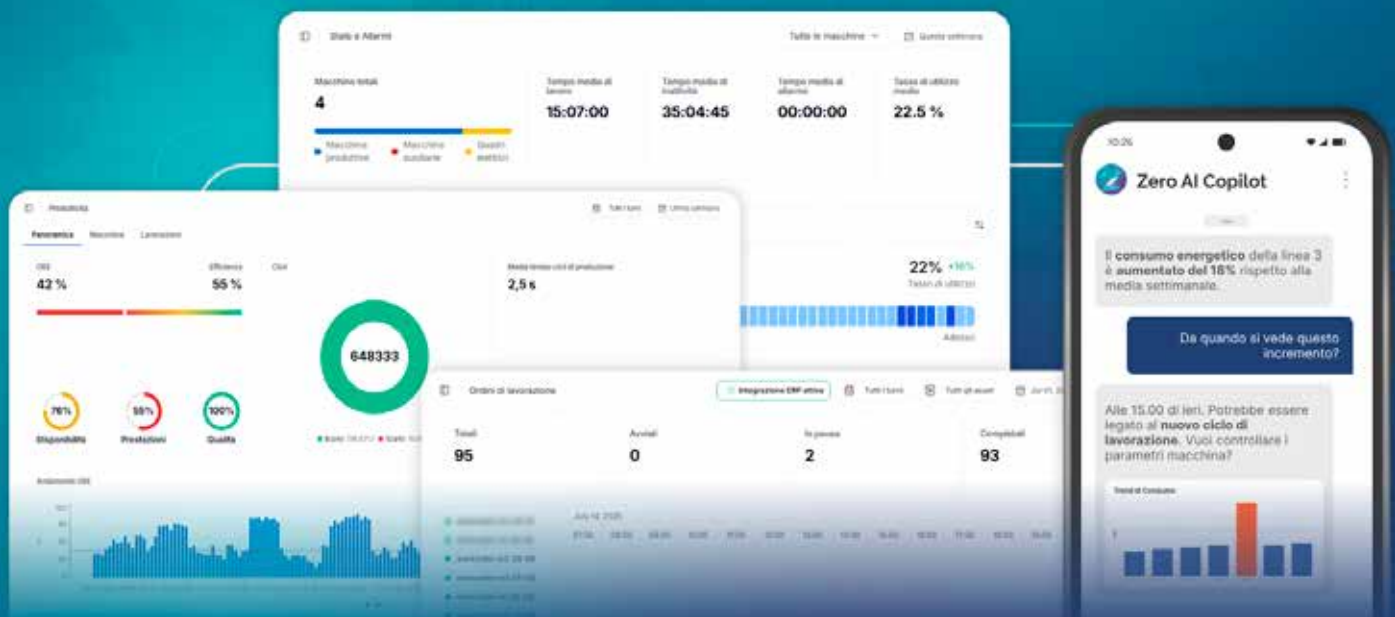 Stato e Allarmi
Tutte le macchine
Questa settimana
Macchine totali
4
Macchine
produttive
Macchine
ausiliarie
Quadri
elettrici
Tempo medio di
lavoro
15:07:00
Tempo medio di
inattività
35:04:45
Tempo medio di
allarme
00:00:00
Tasso di utilizzo
medio
22.5 %
22% +16%
Tasso di utilizzo
Adesso
Produttività
Tutti i turni
Ultima settimana
Panoramica
Macchine
Lavorazioni
OEE
42 %
Efficienza
55 %
648333
Media tempo ciclo di produzione
2,5 s
76%
Disponibilità
55%
Prestazioni
100%
Qualità
Andamento OEE
Ordini di lavorazione
Integrazione ERP attiva
Tutti i turni
Tutti gli asset
Totali
95
Avviati
0
In pausa
2
Completati
93
July 14, 2025
10:26
Zero AI Copilot
Il consumo energetico della linea 3
è aumentato del 18% rispetto alla
media settimanale.
Da quando si vede questo
incremento?
Alle 15.00 di ieri. Potrebbe essere
legato al nuovo ciclo di
lavorazione. Vuoi controllare i
parametri macchina?
Trend di Consumo